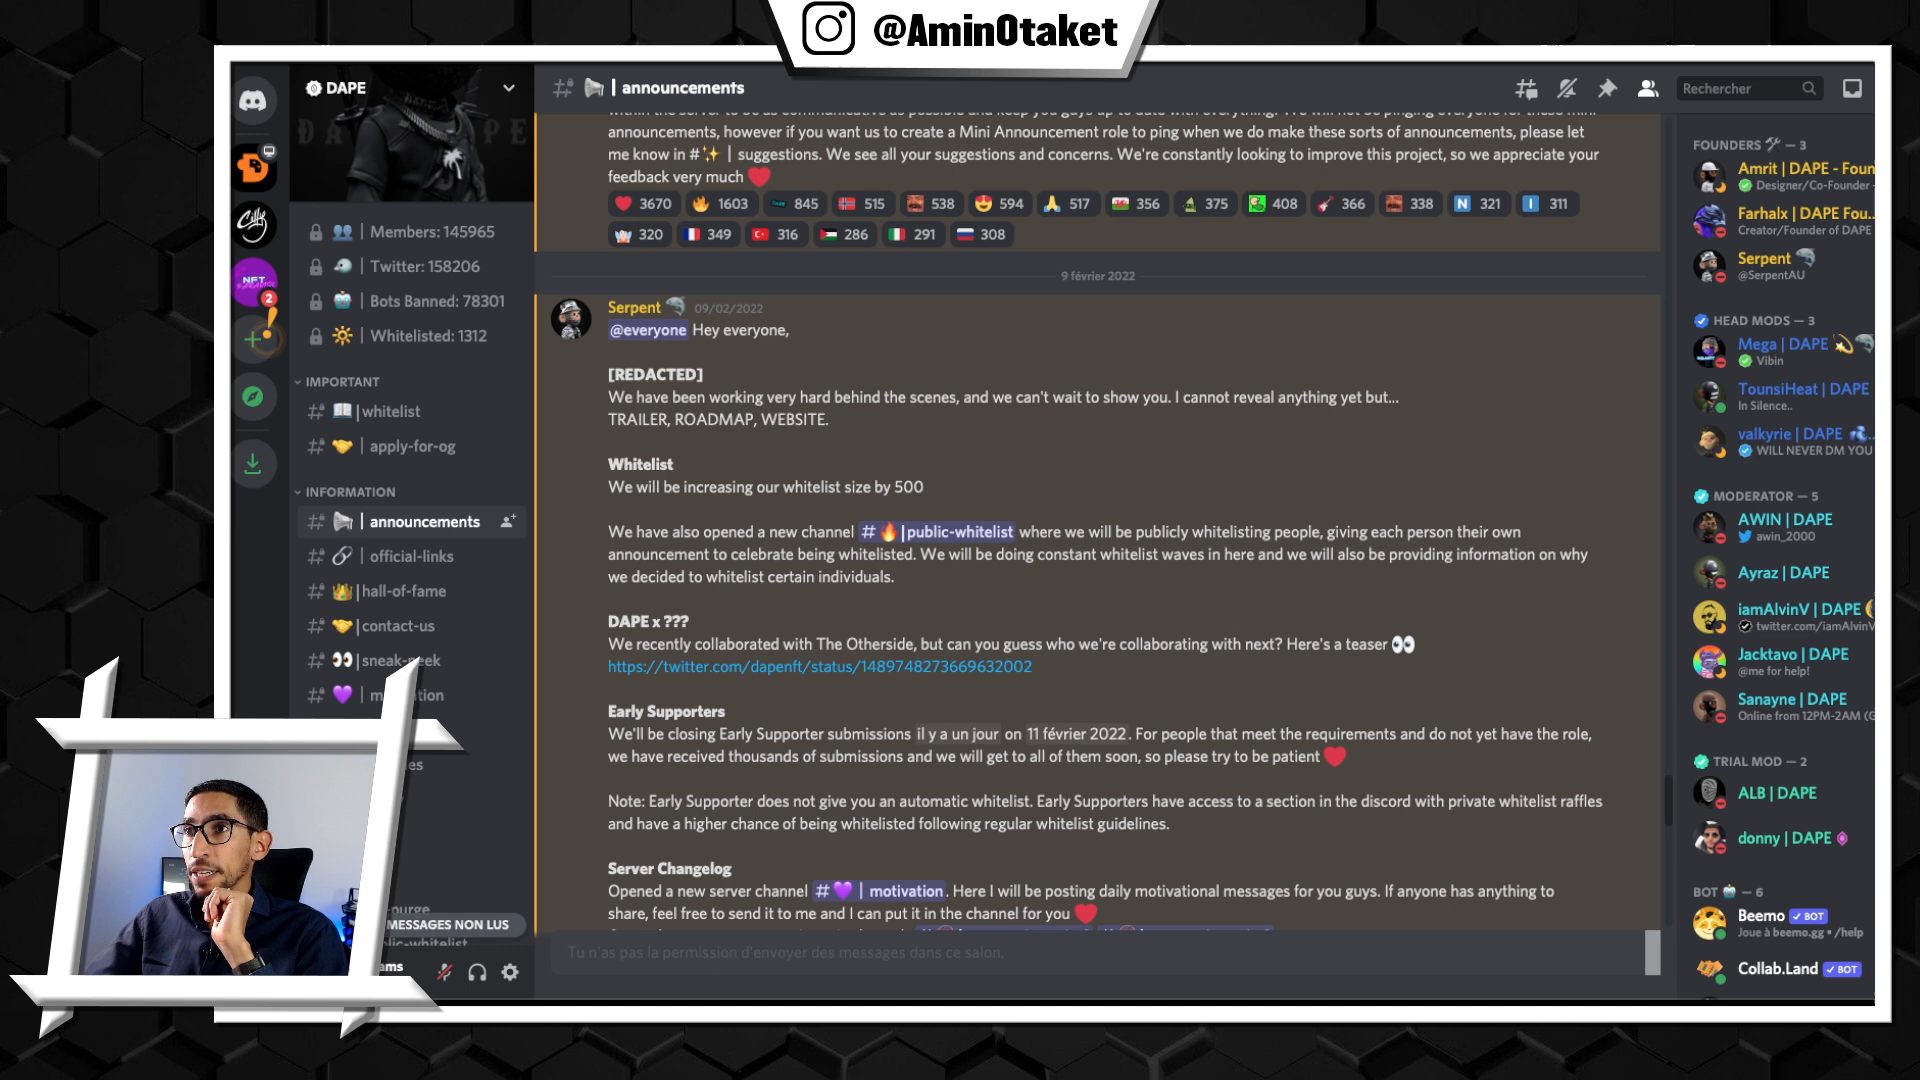 @AminOtaket
DAPE
Members: 145965
Twitter: 158206
Bots Banned: 78301
Whitelisted: 1312
IMPORTANT
whitelist
apply-for-og
INFORMATION
announcements
official-links
hall-of-fame
contact-us
sneak-peek
MESSAGES NON LUS
NFT
2
| announcements
Rechercher
announcements, however if you want us to create a Mini Announcement role to ping when we do make these sorts of announcements, please let
me know in #✨ | suggestions. We see all your suggestions and concerns. We're constantly looking to improve this project, so we appreciate your
feedback very much ❤️
3670 1603 845 515 538 594 517 356 375 408 366 338 321 311
320 349 316 286 291 308
9 février 2022
Serpent 09/02/2022
@everyone Hey everyone,
[REDACTED]
We have been working very hard behind the scenes, and we can't wait to show you. I cannot reveal anything yet but...
TRAILER, ROADMAP, WEBSITE.
Whitelist
We will be increasing our whitelist size by 500
We have also opened a new channel #🔥|public-whitelist where we will be publicly whitelisting people, giving each person their own
announcement to celebrate being whitelisted. We will be doing constant whitelist waves in here and we will also be providing information on why
we decided to whitelist certain individuals.
DAPE x ???
We recently collaborated with The Otherside, but can you guess who we're collaborating with next? Here's a teaser 👀
https://twitter.com/dapenft/status/1489748273669632002
Early Supporters
We'll be closing Early Supporter submissions il y a un jour on 11 février 2022. For people that meet the requirements and do not yet have the role,
we have received thousands of submissions and we will get to all of them soon, so please try to be patient ❤️
Note: Early Supporter does not give you an automatic whitelist. Early Supporters have access to a section in the discord with private whitelist raffles
and have a higher chance of being whitelisted following regular whitelist guidelines.
Server Changelog
Opened a new server channel #💜 | motivation. Here I will be posting daily motivational messages for you guys. If anyone has anything to
share, feel free to send it to me and I can put it in the channel for you ❤️
Tu n'as pas la permission d'envoyer des messages dans ce salon.
FOUNDERS — 3
Amrit | DAPE - Foun
Designer/Co-Founder
Farhalx | DAPE Fou...
Creator/Founder of DAPE
Serpent
@SerpentAU
HEAD MODS — 3
Mega | DAPE
Vibin
TounsiHeat | DAPE
In Silence..
valkyrie | DAPE
WILL NEVER DM YOU
MODERATOR — 5
AWIN | DAPE
awin_2000
Ayraz | DAPE
iamAlvinV | DAPE
twitter.com/iamAlvinV
Jacktavo | DAPE
@me for help!
Sanayne | DAPE
Online from 12PM-2AM (G
TRIAL MOD — 2
ALB | DAPE
donny | DAPE
BOT — 6
Beemo BOT
Joue à beemo.gg • /help
Collab.Land BOT